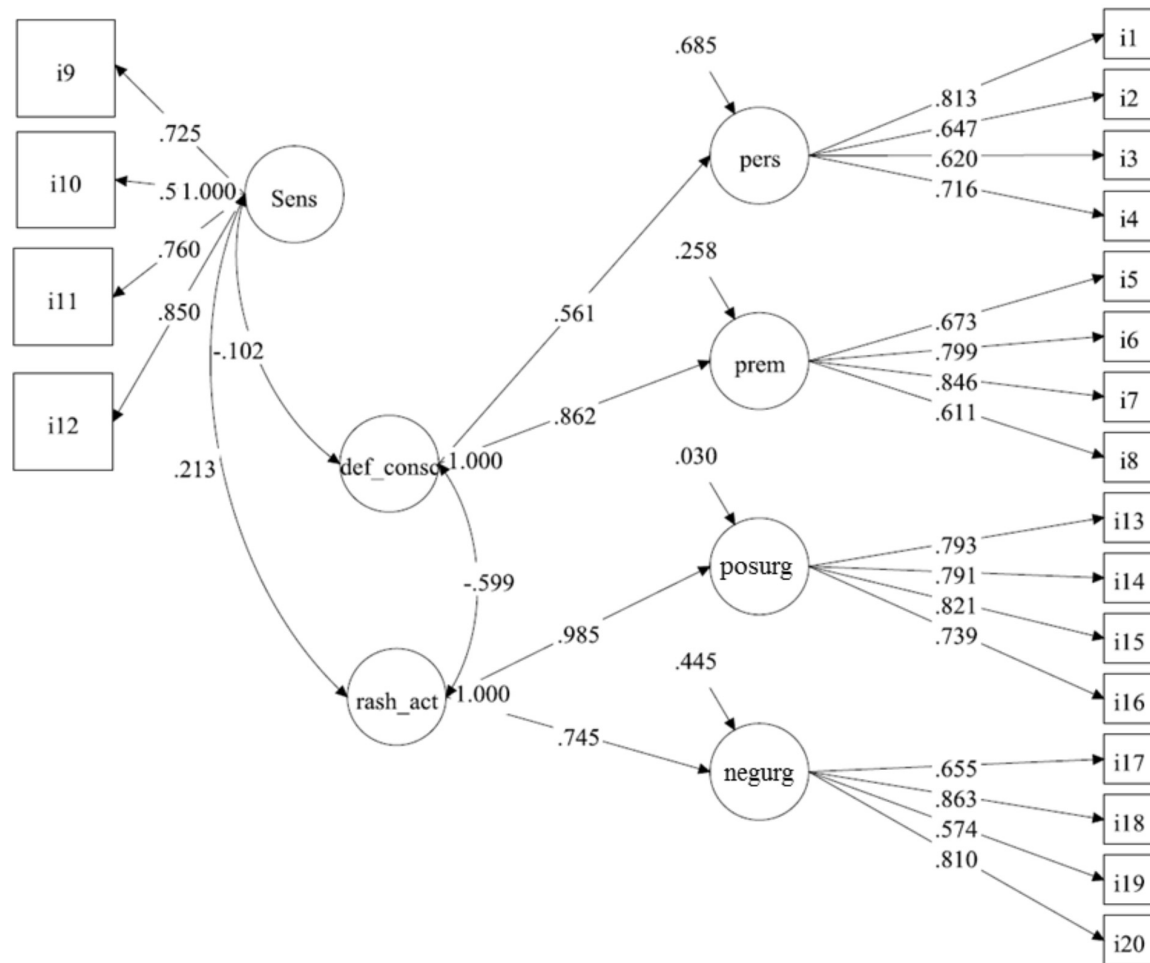 i9
.725
i10
.5
1.000
Sens
i11
.760
i12
.850
-.102
.213
def_consc
1.000
-.599
rash_act
1.000
.561
.862
.985
.745
.685
pers
.813
.647
.620
.716
i1
i2
i3
i4
.258
prem
.673
.799
.846
.611
i5
i6
i7
i8
.030
posurg
.793
.791
.821
.739
i13
i14
i15
i16
.445
negurg
.655
.863
.574
.810
i17
i18
i19
i20